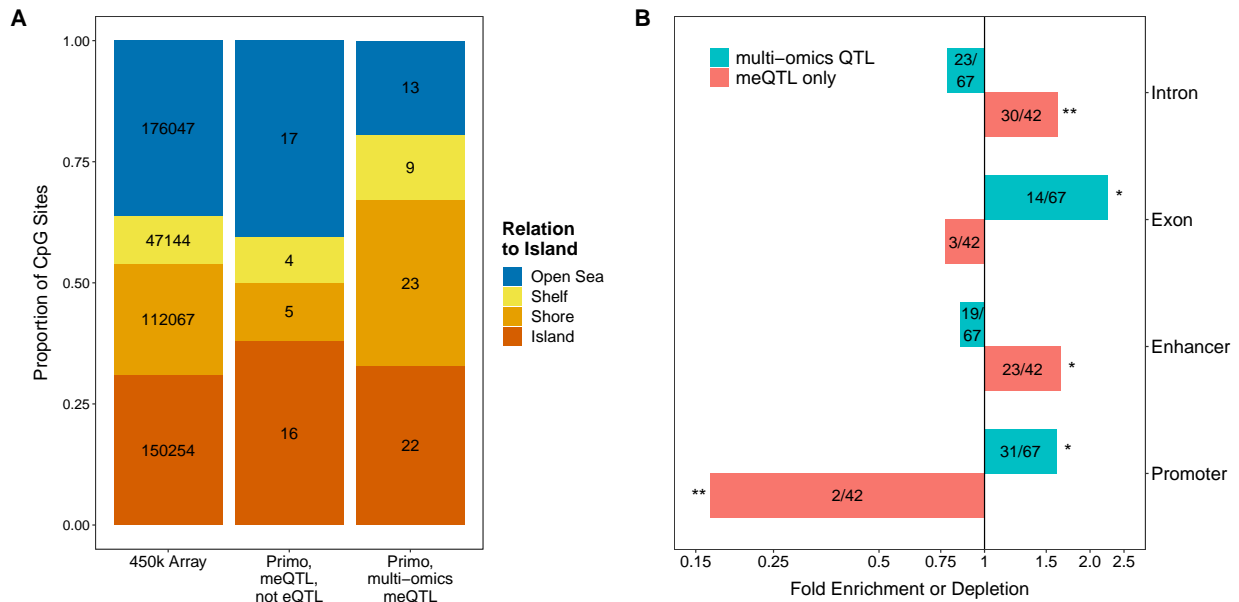 A
Proportion of CpG Sites
1.00
0.75
0.50
0.25
0.00
176047
47144
112067
150254
17
4
5
16
13
9
23
22
450k Array
Primo,
meQTL,
not eQTL
Primo,
multi-omics
meQTL
Relation
to Island
Open Sea
Shelf
Shore
Island
B
multi−omics QTL
meQTL only
23/
67
30/42
**
Intron
14/67
*
3/42
Exon
19/
67
23/42
*
Enhancer
31/67
*
**
2/42
Promoter
0.15
0.25
0.5
0.75
1
1.5
2.0
2.5
Fold Enrichment or Depletion